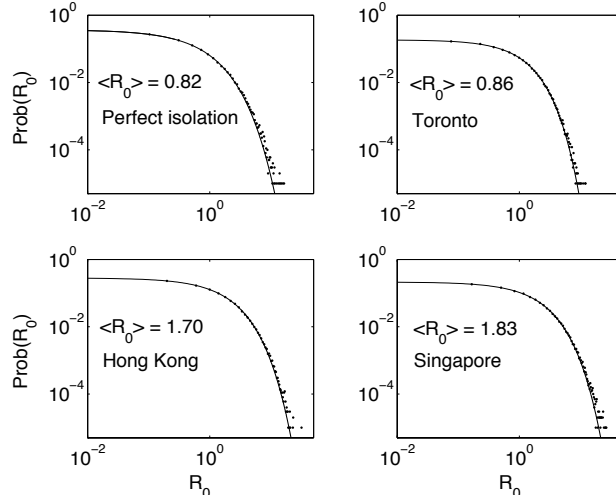 10^0
10^-2
10^-4
Prob(R_0)
<R_0> = 0.82
Perfect isolation
10^-2
10^0
10^0
10^-2
10^-4
<R_0> = 0.86
Toronto
10^-2
10^0
10^0
10^-2
10^-4
Prob(R_0)
<R_0> = 1.70
Hong Kong
10^-2
10^0
R_0
10^0
10^-2
10^-4
<R_0> = 1.83
Singapore
10^-2
10^0
R_0